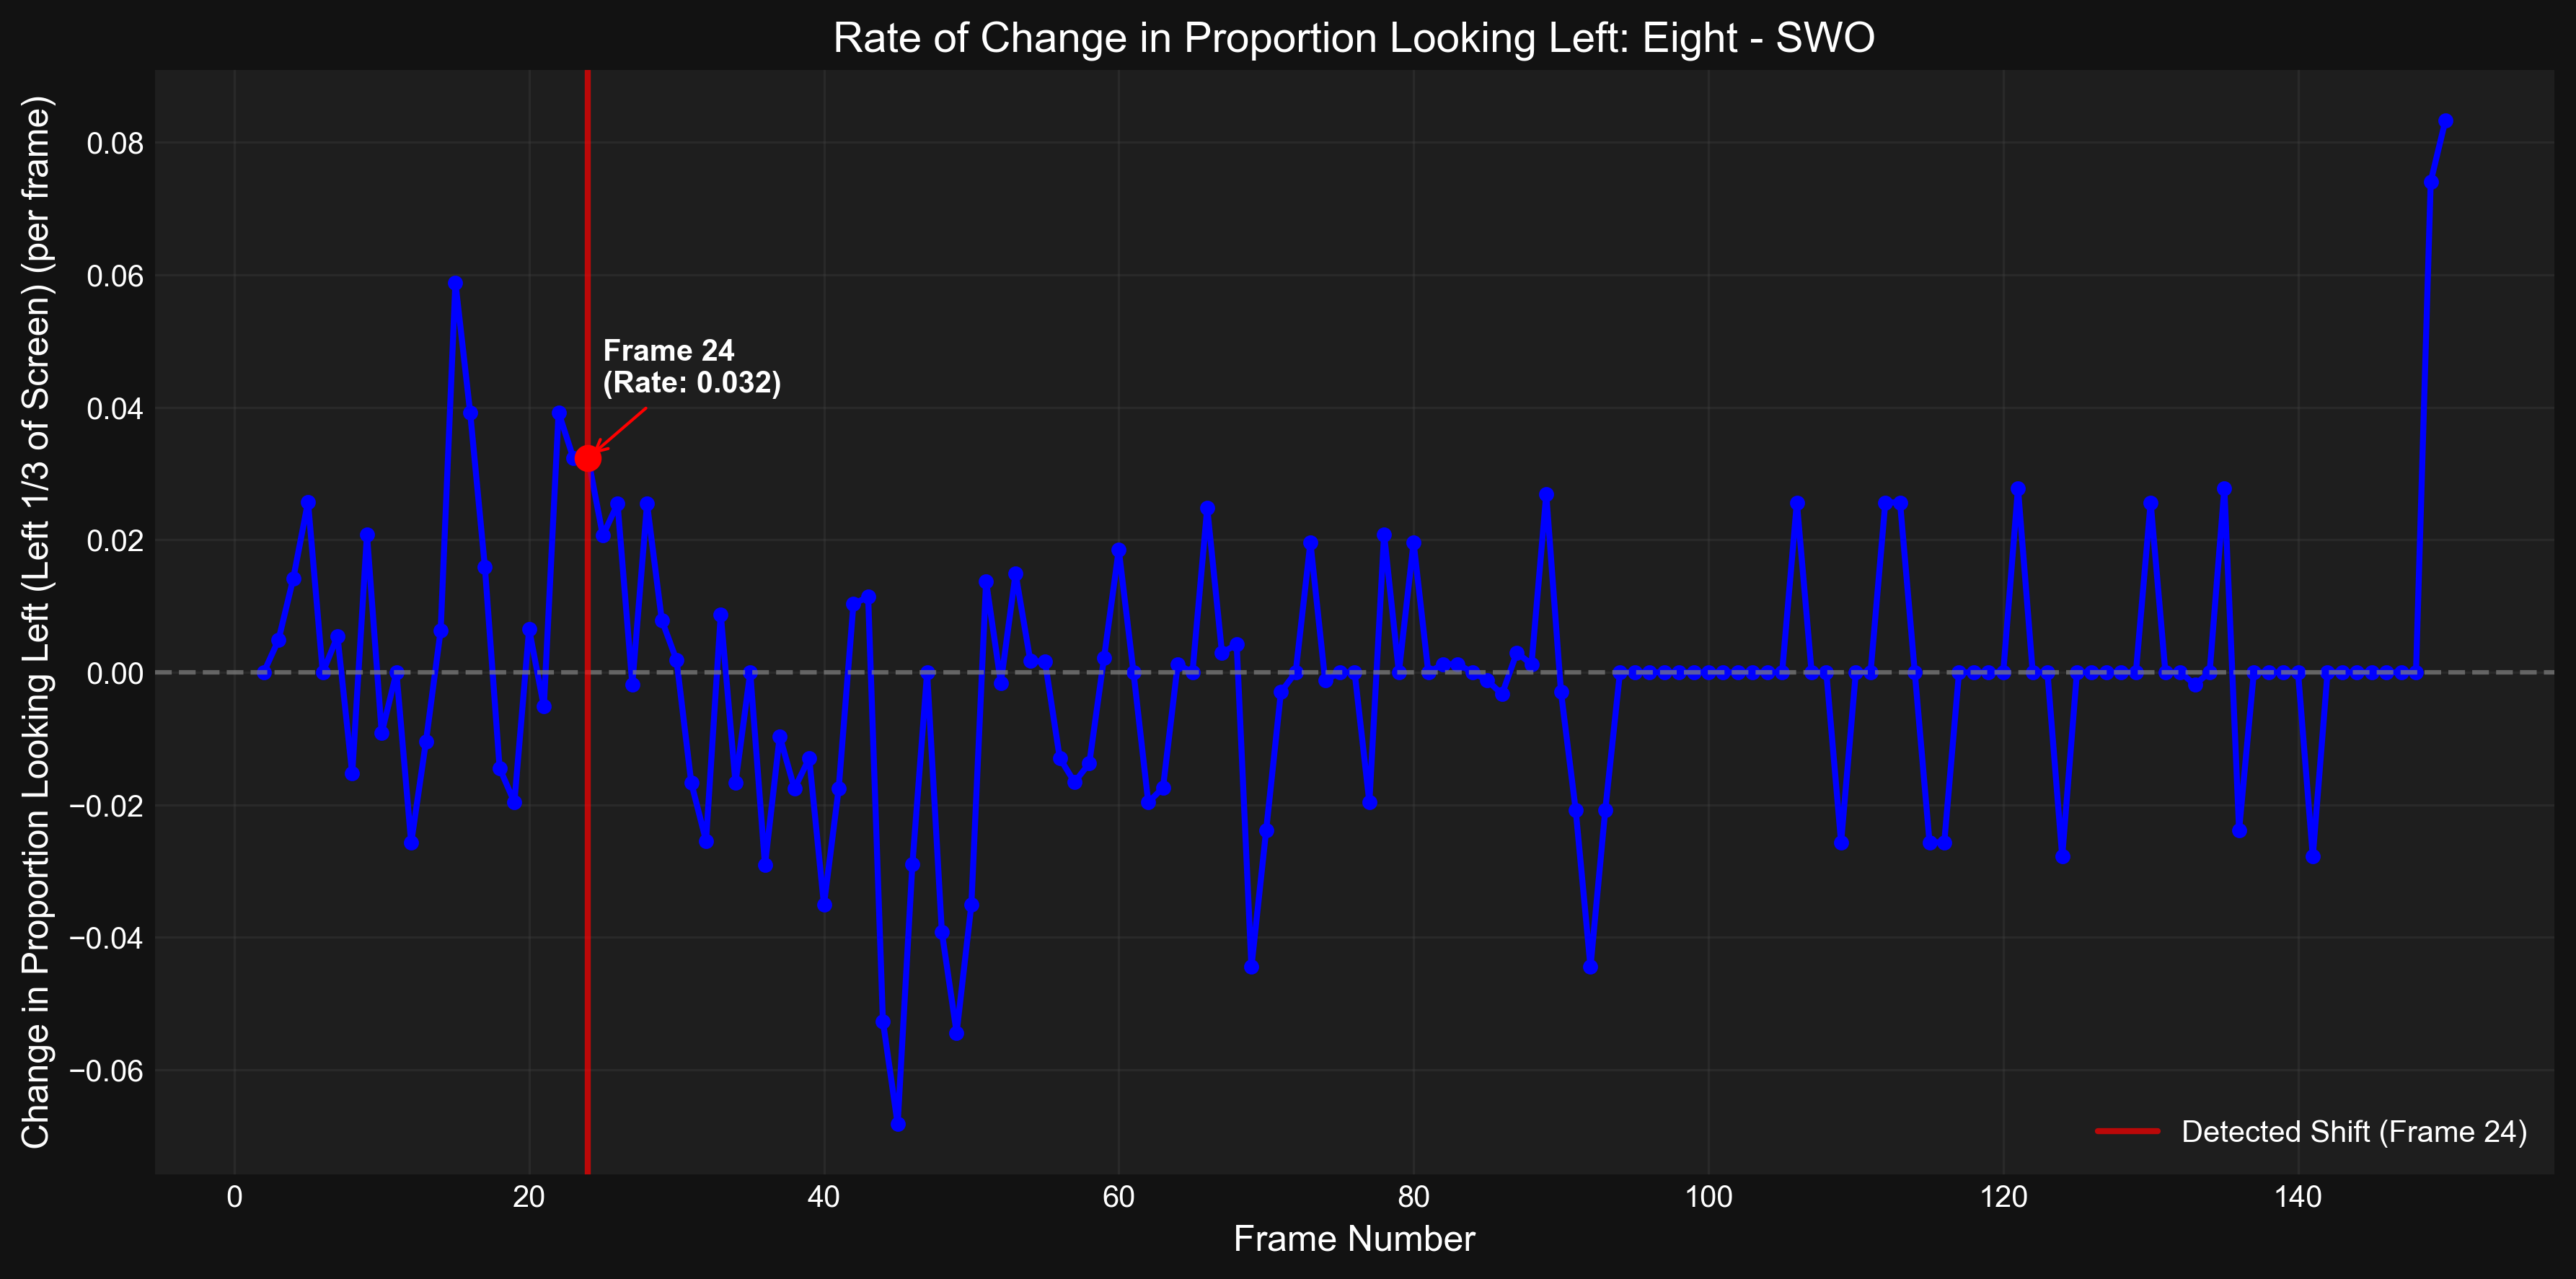 Rate of Change in Proportion Looking Left: Eight - SWO
Change in Proportion Looking Left (Left 1/3 of Screen) (per frame)
0.08
0.06
0.04
0.02
0.00
−0.02
−0.04
−0.06
Frame 24
(Rate: 0.032)
Detected Shift (Frame 24)
0 20 40 60 80 100 120 140
Frame Number